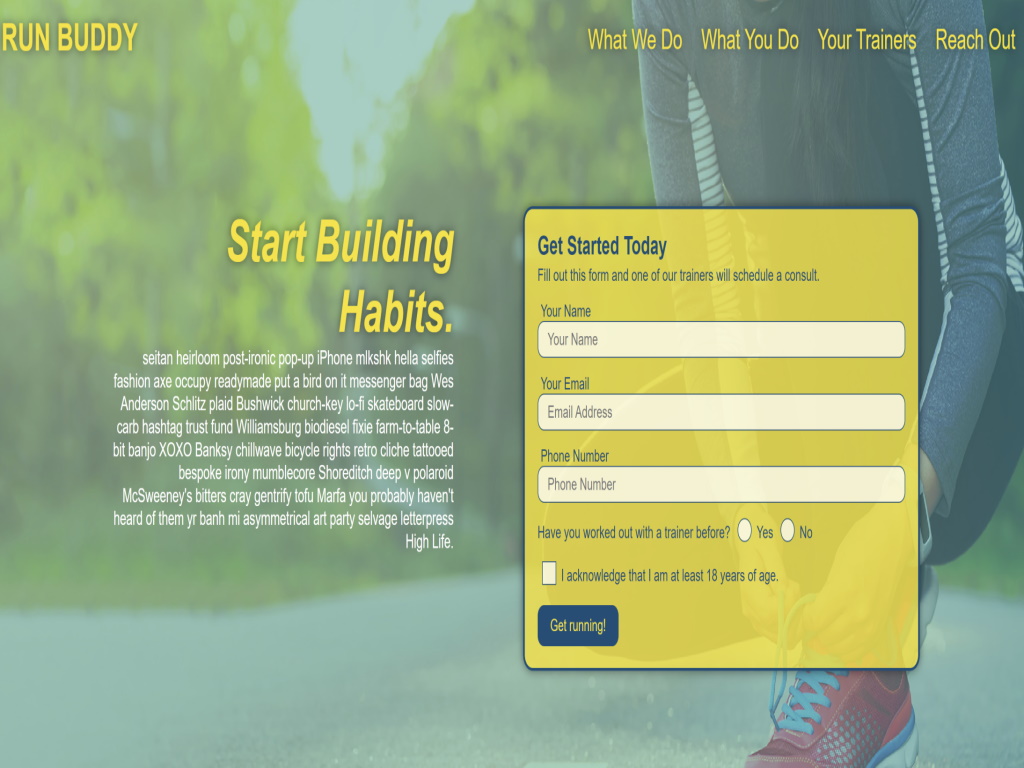 RUN BUDDY
What We Do What You Do Your Trainers Reach Out
Start Building
Habits.
seitan heirloom post-ironic pop-up iPhone mlkshk hella selfies
fashion axe occupy readymade put a bird on it messenger bag Wes
Anderson Schlitz plaid Bushwick church-key lo-fi skateboard slow-
carb hashtag trust fund Williamsburg biodiesel fixie farm-to-table 8-
bit banjo XOXO Banksy chillwave bicycle rights retro cliche tattooed
bespoke irony mumblecore Shoreditch deep v polaroid
McSweeney's bitters cray gentrify tofu Marfa you probably haven't
heard of them yr banh mi asymmetrical art party selvage letterpress
High Life.
Get Started Today
Fill out this form and one of our trainers will schedule a consult.
Your Name
Your Name
Your Email
Email Address
Phone Number
Phone Number
Have you worked out with a trainer before? Yes No
I acknowledge that I am at least 18 years of age.
Get running!